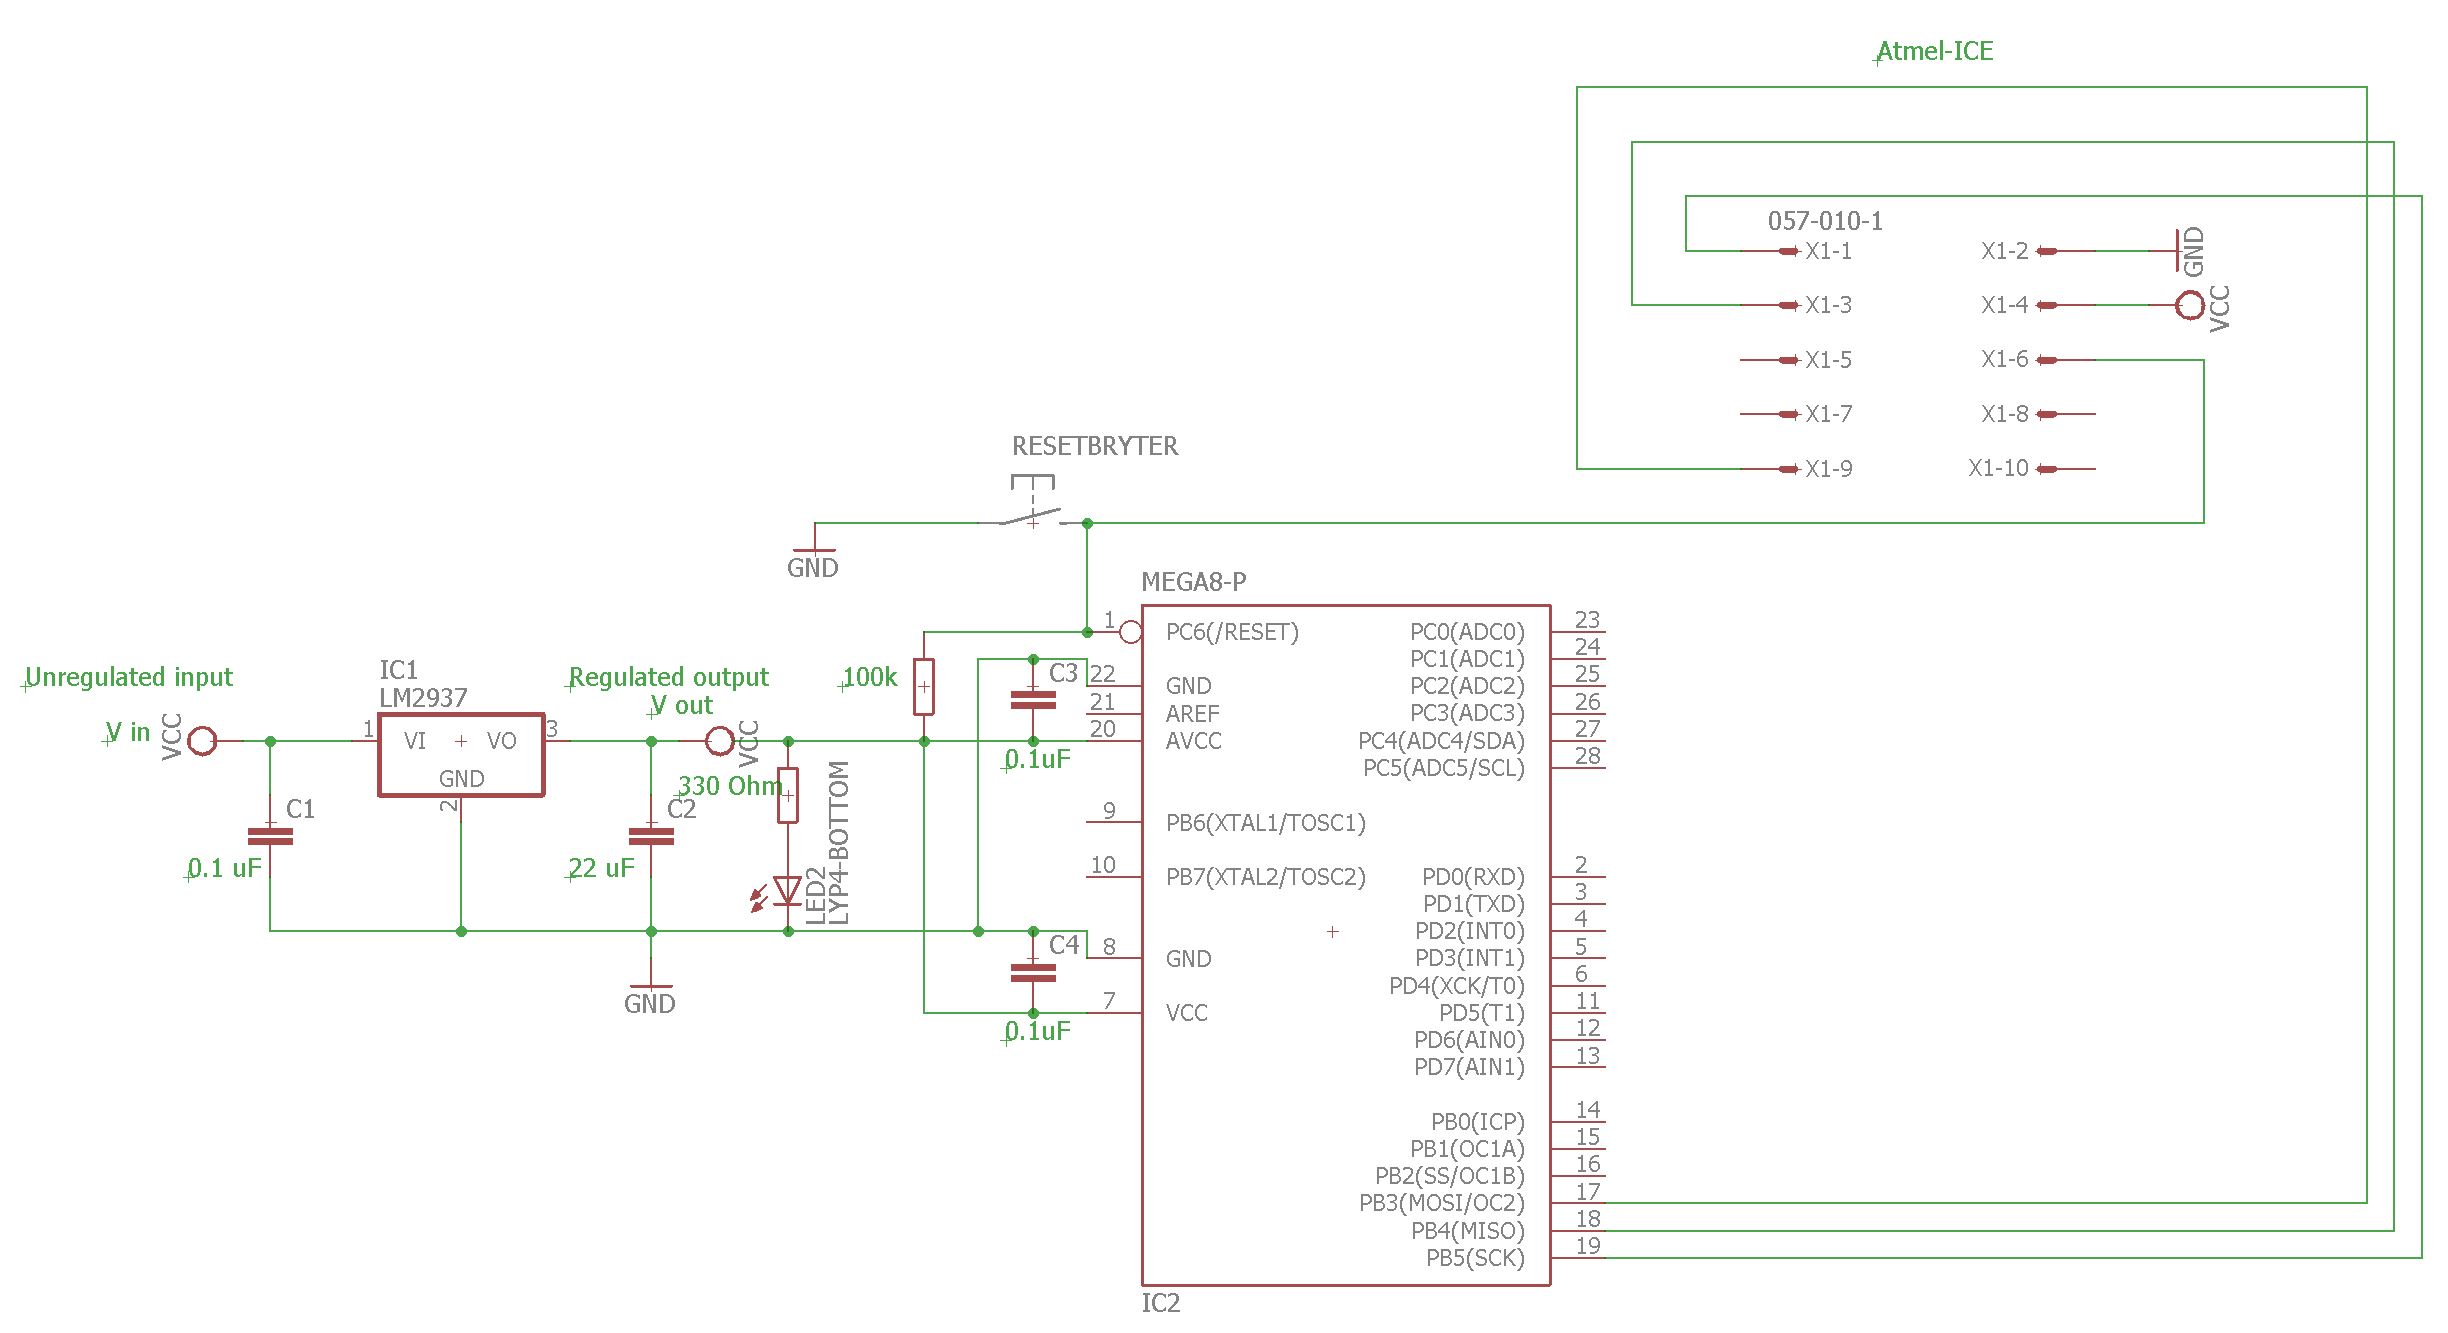 Atmel-ICE
057-010-1
X1-1
X1-2
GND
X1-3
X1-4
VCC
X1-5
X1-6
X1-7
X1-8
X1-9
X1-10
RESETBRYTER
GND
Unregulated input
V in
VCC
IC1
LM2937
1
VI
VO
3
GND
2
C1
0.1 uF
Regulated output
V out
VCC
C2
22 uF
GND
330 Ohm
LED2
LYP4-BOTTOM
100k
C3
0.1uF
C4
0.1uF
MEGA8-P
1
PC6(/RESET)
22
GND
21
AREF
20
AVCC
9
PB6(XTAL1/TOSC1)
10
PB7(XTAL2/TOSC2)
8
GND
7
VCC
PC0(ADC0)
23
PC1(ADC1)
24
PC2(ADC2)
25
PC3(ADC3)
26
PC4(ADC4/SDA)
27
PC5(ADC5/SCL)
28
PD0(RXD)
2
PD1(TXD)
3
PD2(INT0)
4
PD3(INT1)
5
PD4(XCK/T0)
6
PD5(T1)
11
PD6(AIN0)
12
PD7(AIN1)
13
PB0(ICP)
14
PB1(OC1A)
15
PB2(SS/OC1B)
16
PB3(MOSI/OC2)
17
PB4(MISO)
18
PB5(SCK)
19
IC2